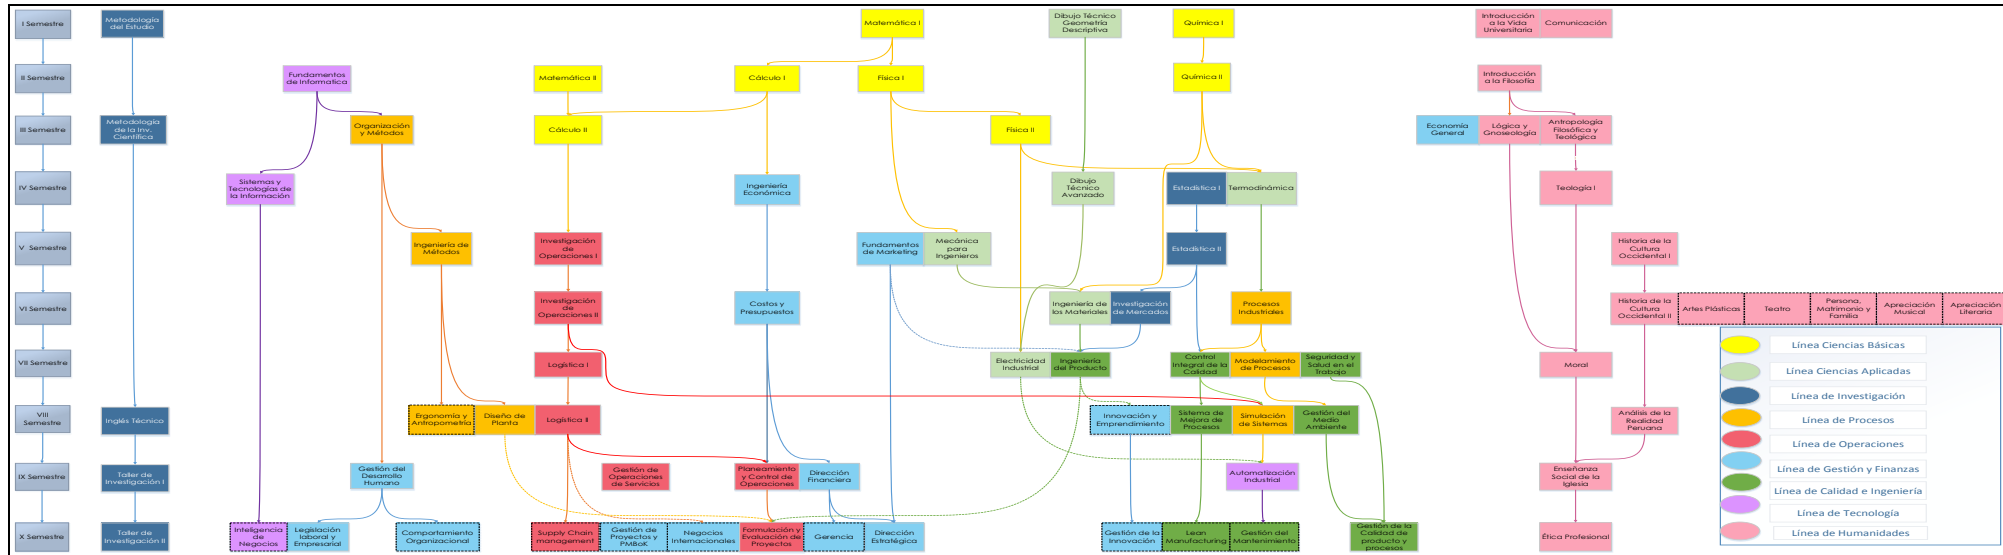 I Semestre
Metodología
del Estudio
Matemática I
Dibujo Técnico
Geometría
Descriptiva
Química I
Introducción
a la Vida
Universitaria
Comunicación
II Semestre
Fundamentos
de Informatica
Matemática II
Cálculo I
Física I
Química II
Introducción
a la Filosofía
III Semestre
Metodología
de la Inv.
Científica
Organización
y Métodos
Cálculo II
Física II
Economía
General
Lógica y
Gnoseología
Antropología
Filosófica y
Teológica
IV Semestre
Sistemas y
Tecnologías de
la Información
Ingeniería
Económica
Dibujo
Técnico
Avanzado
Estadística I
Termodinámica
Teología I
V Semestre
Ingeniería de
Métodos
Investigación
de
Operaciones I
Fundamentos
de Marketing
Mecánica
para
Ingenieros
Estadística II
Historia de la
Cultura
Occidental I
VI Semestre
Investigación
de
Operaciones II
Costos y
Presupuestos
Ingeniería de
los Materiales
Investigación
de Mercados
Procesos
Industriales
Historia de la
Cultura
Occidental II
Artes Plásticas
Teatro
Persona,
Matrimonio y
Familia
Apreciación
Musical
Apreciación
Literaria
VII Semestre
Logística I
Electricidad
Industrial
Ingeniería
del Producto
Control
Integral de la
Calidad
Modelamiento
de Procesos
Seguridad y
Salud en el
Trabajo
Moral
VIII
Semestre
Inglés Técnico
Ergonomía y
Antropometría
Diseño de
Planta
Logística II
Innovación y
Emprendimiento
Sistema de
Mejora de
Procesos
Simulación
de Sistemas
Gestión del
Medio
Ambiente
Análisis de la
Realidad
Peruana
IX Semestre
Taller de
Investigación I
Gestión del
Desarrollo
Humano
Gestión de
Operaciones
de Servicios
Planeamiento
y Control de
Operaciones
Dirección
Financiera
Automatización
Industrial
Enseñanza
Social de la
Iglesia
X Semestre
Taller de
Investigación II
Inteligencia
de
Negocios
Legislación
laboral y
Empresarial
Comportamiento
Organizacional
Supply Chain
management
Gestión de
Proyectos y
PMBoK
Negocios
Internacionales
Formulación y
Evaluación de
Proyectos
Gerencia
Dirección
Estratégica
Gestión de la
Innovación
Lean
Manufacturing
Gestión del
Mantenimiento
Gestión de la
Calidad de
producto y
procesos
Ética Profesional
Línea Ciencias Básicas
Línea Ciencias Aplicadas
Línea de Investigación
Línea de Procesos
Línea de Operaciones
Línea de Gestión y Finanzas
Línea de Calidad e Ingeniería
Línea de Tecnología
Línea de Humanidades